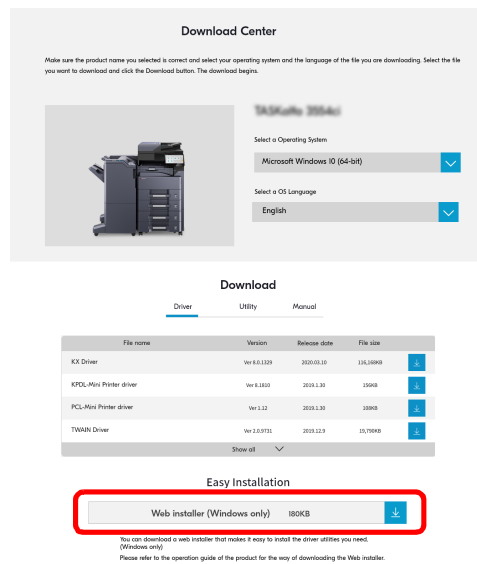 Download Center
Make sure the product name you selected is correct and select your operating system and the language of the file you are downloading. Select the file
you want to download and click the Download button. The download begins.
Select a Operating System
Microsoft Windows 10 (64-bit)
Select a OS Language
English
Download
Driver Utility Manual
File name Version Release date File size
KX Driver Ver 8.0.1329 2020.03.10 116,168KB
KPDL-Mini Printer driver Ver 8.1810 2019.1.30 156KB
PCL-Mini Printer driver Ver 1.12 2019.1.30 188KB
TWAIN Driver Ver 2.0.9731 2019.12.9 19,790KB
Show all
Easy Installation
Web installer (Windows only) 180KB
You can download a web installer that makes it easy to install the driver utilities you need.
(Windows only)
Please refer to the operation guide of the product for the way of downloading the Web installer.